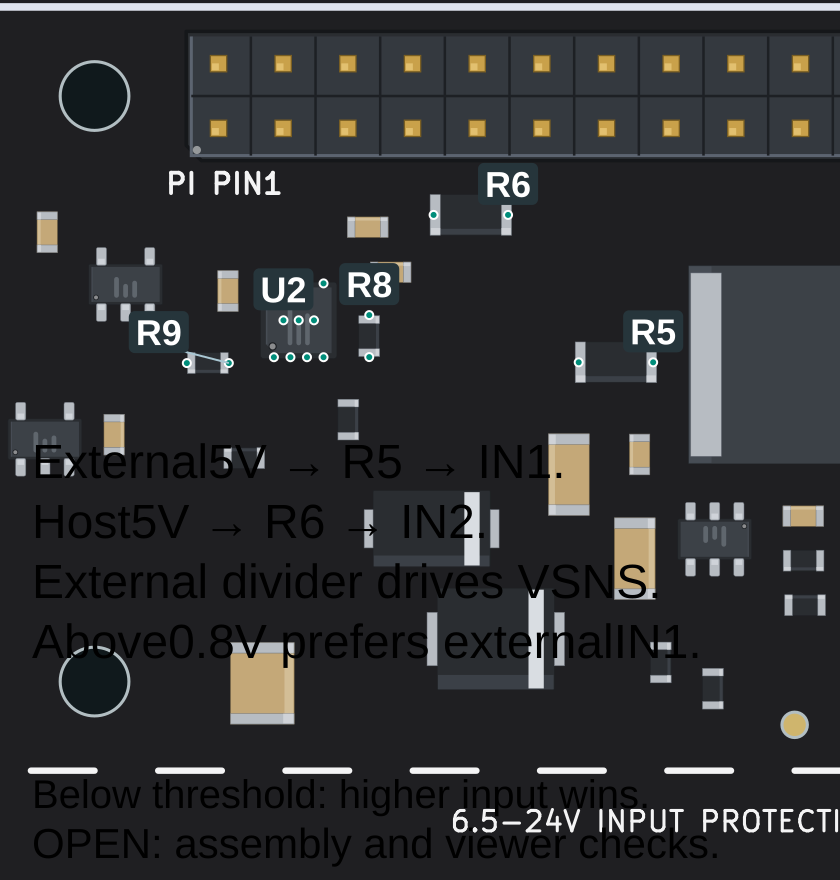 PI PIN1
R6
U2
R8
R9
R5
External5V → R5 → IN1.
Host5V → R6 → IN2.
External divider drives VSNS.
Above0.8V prefers externalIN1.
Below threshold: higher input wins.
6.5–24V INPUT PROTECTI
OPEN: assembly and viewer checks.